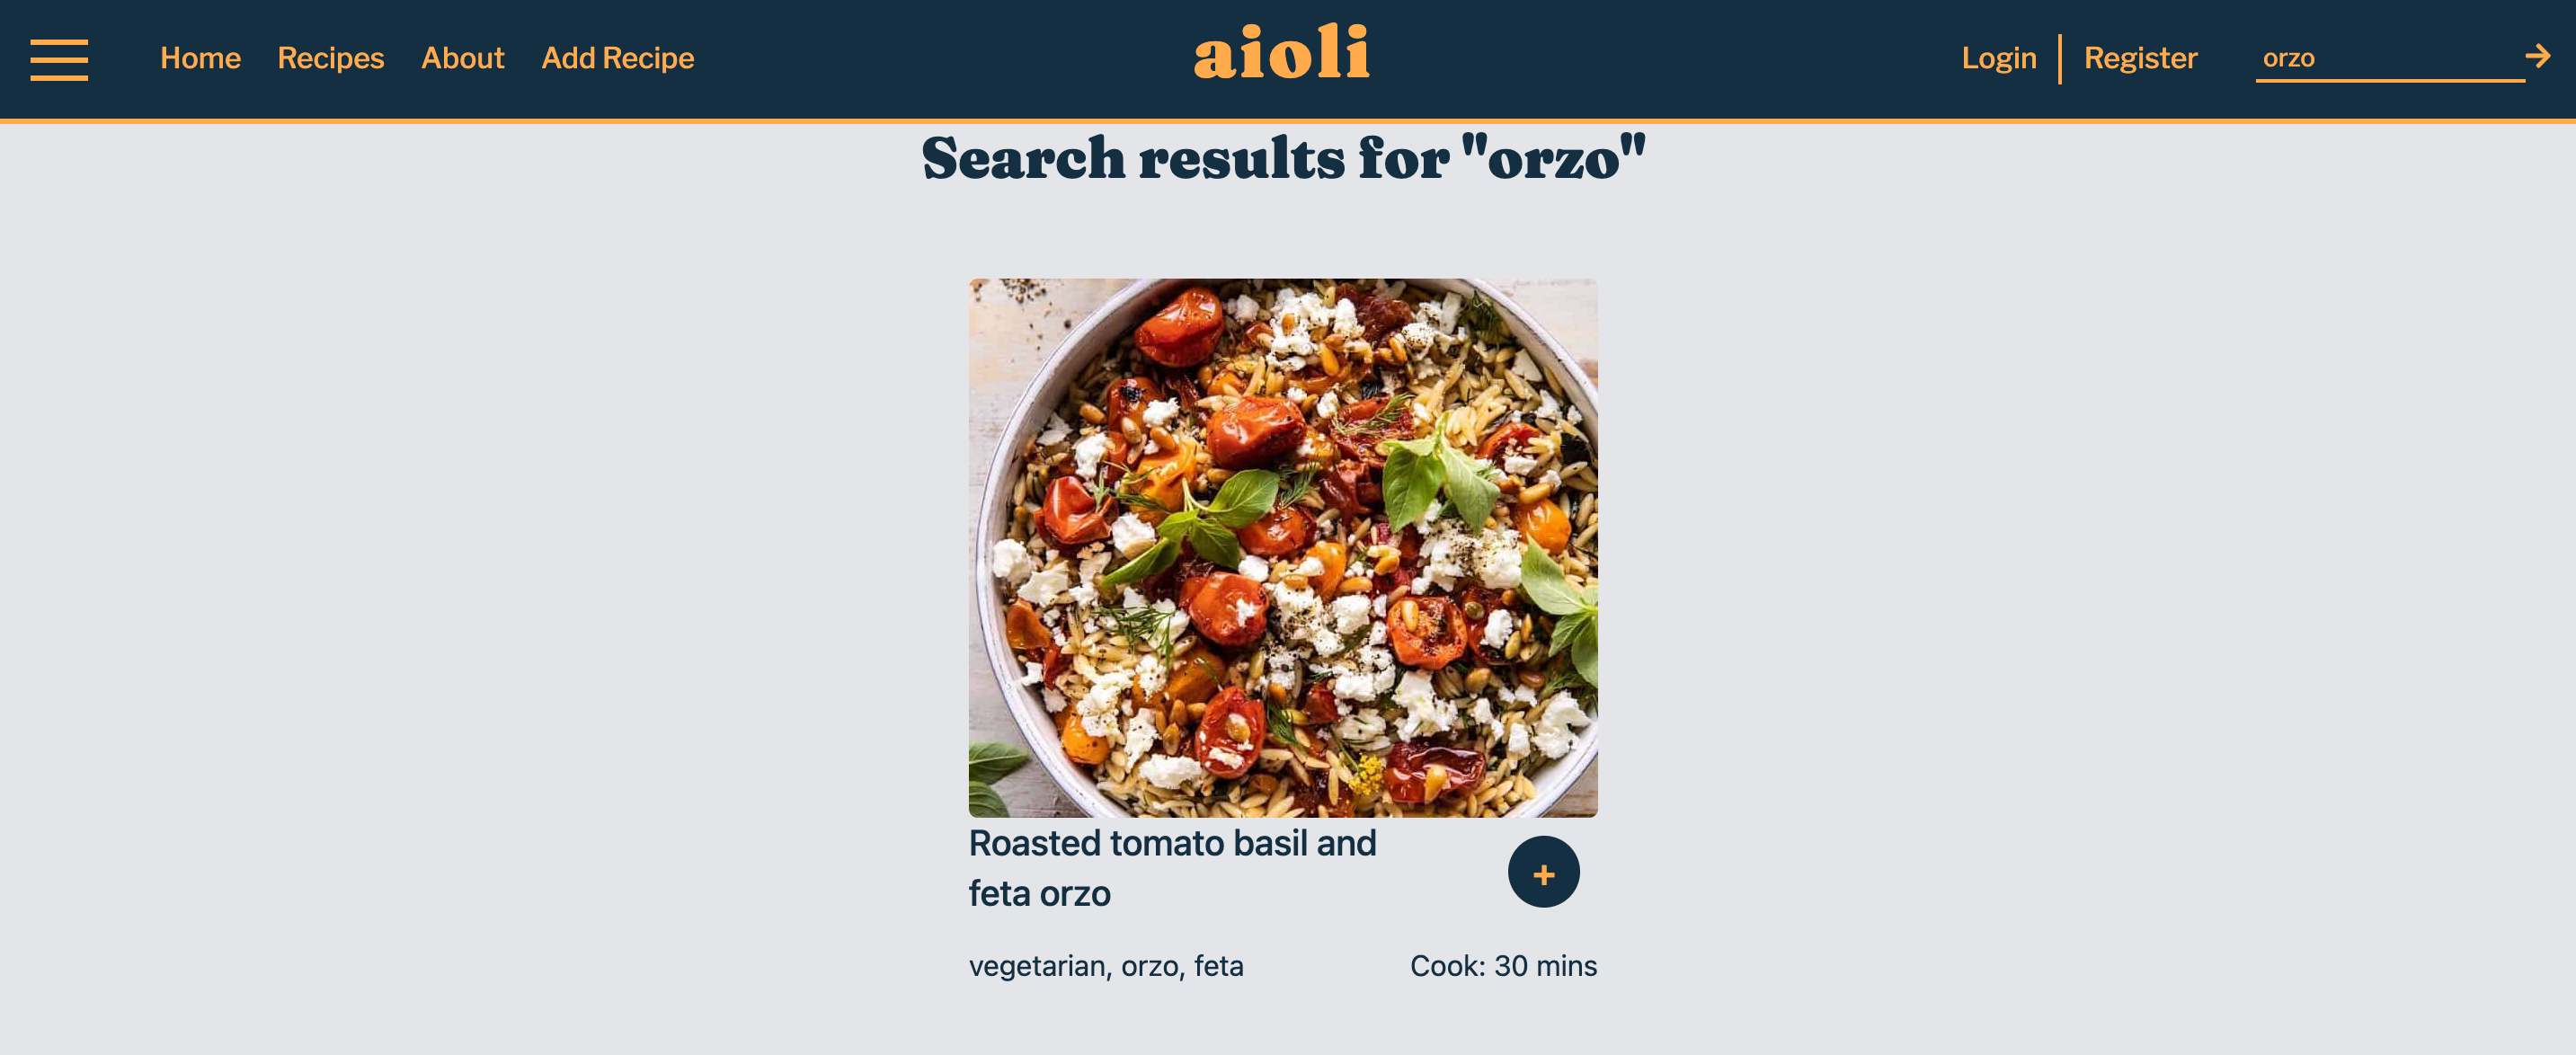 Home Recipes About Add Recipe aioli Login Register orzo
Search results for "orzo"
Roasted tomato basil and
feta orzo
+
vegetarian, orzo, feta Cook: 30 mins